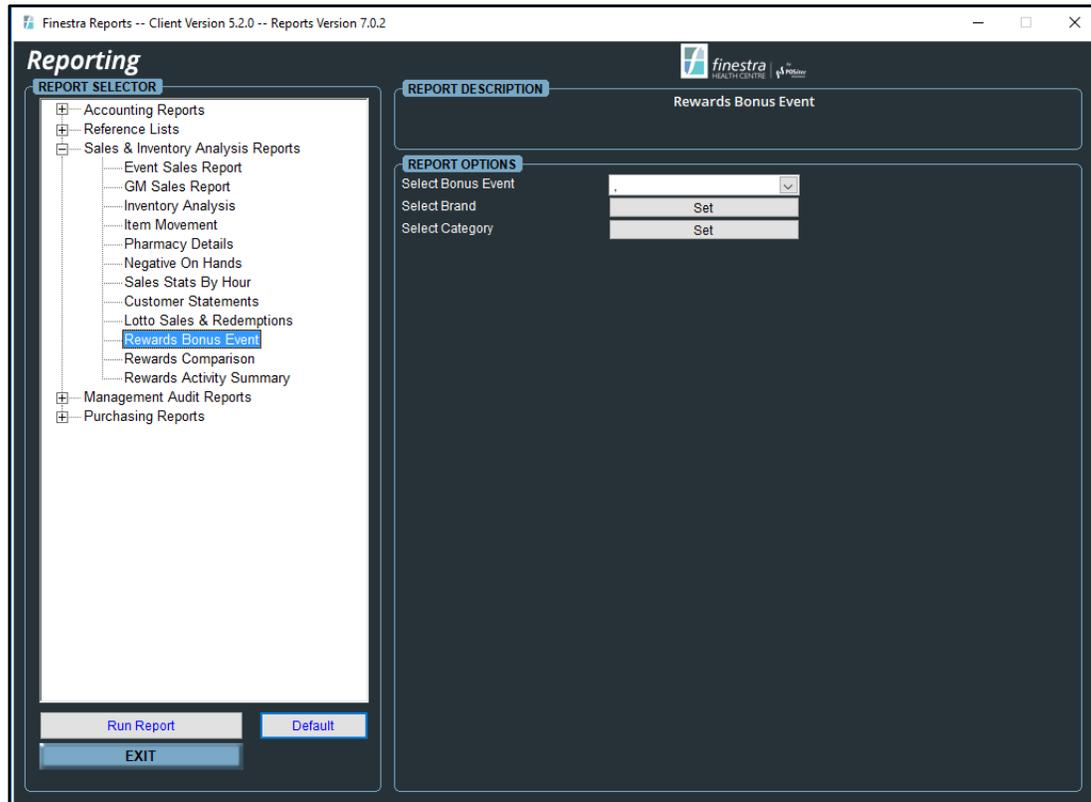 Finestra Reports -- Client Version 5.2.0 -- Reports Version 7.0.2
Reporting
finestra
HEALTH CENTRE
by
POSitec
REPORT SELECTOR
Accounting Reports
Reference Lists
Sales & Inventory Analysis Reports
Event Sales Report
GM Sales Report
Inventory Analysis
Item Movement
Pharmacy Details
Negative On Hands
Sales Stats By Hour
Customer Statements
Lotto Sales & Redemptions
Rewards Bonus Event
Rewards Comparison
Rewards Activity Summary
Management Audit Reports
Purchasing Reports
Run Report Default
EXIT
REPORT DESCRIPTION
Rewards Bonus Event
REPORT OPTIONS
Select Bonus Event ,
Select Brand Set
Select Category Set